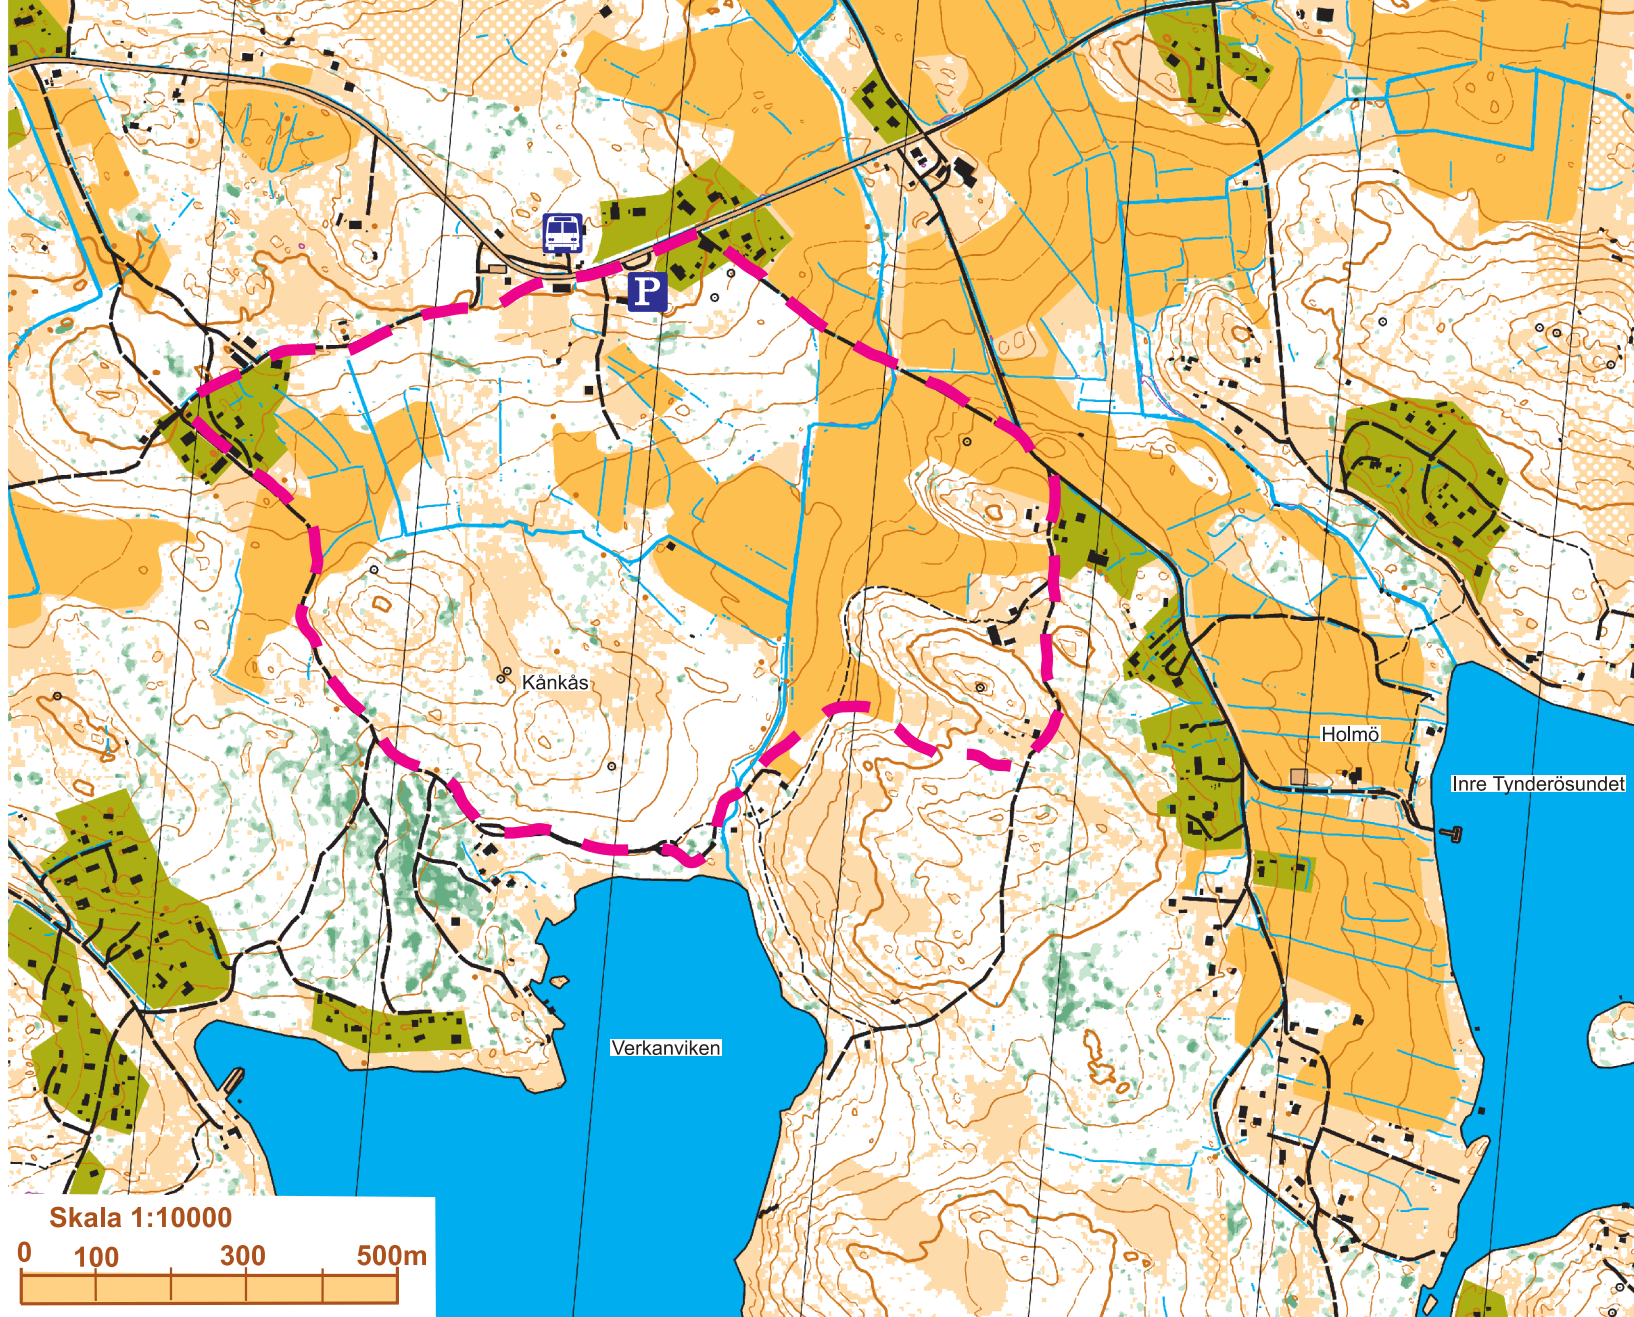 P
Kånkås
Holmö
Inre Tynderösundet
Verkanviken
Skala 1:10000
0 100 300 500m